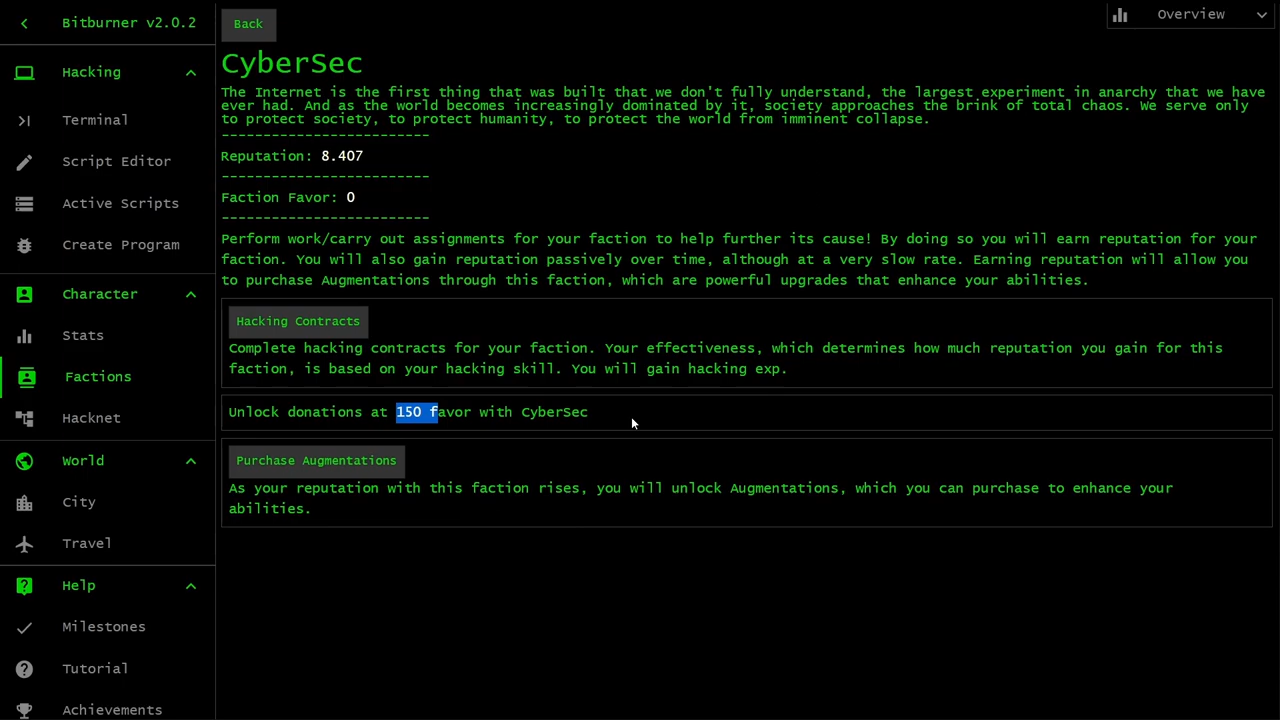 Bitburner v2.0.2
Hacking
Terminal
Script Editor
Active Scripts
Create Program
Character
Stats
Factions
Hacknet
World
City
Travel
Help
Milestones
Tutorial
Achievements
Back
Overview
CyberSec
The Internet is the first thing that was built that we don't fully understand, the largest experiment in anarchy that we have
ever had. And as the world becomes increasingly dominated by it, society approaches the brink of total chaos. We serve only
to protect society, to protect humanity, to protect the world from imminent collapse.
-------------------------
Reputation: 8.407
-------------------------
Faction Favor: 0
-------------------------
Perform work/carry out assignments for your faction to help further its cause! By doing so you will earn reputation for your
faction. You will also gain reputation passively over time, although at a very slow rate. Earning reputation will allow you
to purchase Augmentations through this faction, which are powerful upgrades that enhance your abilities.
Hacking Contracts
Complete hacking contracts for your faction. Your effectiveness, which determines how much reputation you gain for this
faction, is based on your hacking skill. You will gain hacking exp.
Unlock donations at 150 favor with CyberSec
Purchase Augmentations
As your reputation with this faction rises, you will unlock Augmentations, which you can purchase to enhance your
abilities.